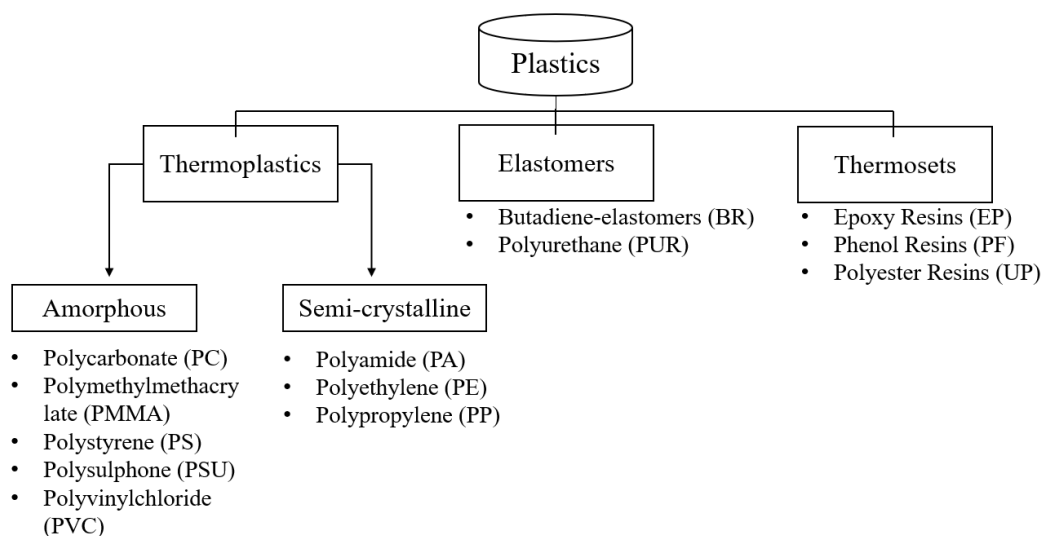 Plastics
Thermoplastics
Elastomers
Thermosets
• Butadiene-elastomers (BR)
• Polyurethane (PUR)
• Epoxy Resins (EP)
• Phenol Resins (PF)
• Polyester Resins (UP)
Amorphous
Semi-crystalline
• Polycarbonate (PC)
• Polymethylmethacry
late (PMMA)
• Polystyrene (PS)
• Polysulphone (PSU)
• Polyvinylchloride
(PVC)
• Polyamide (PA)
• Polyethylene (PE)
• Polypropylene (PP)